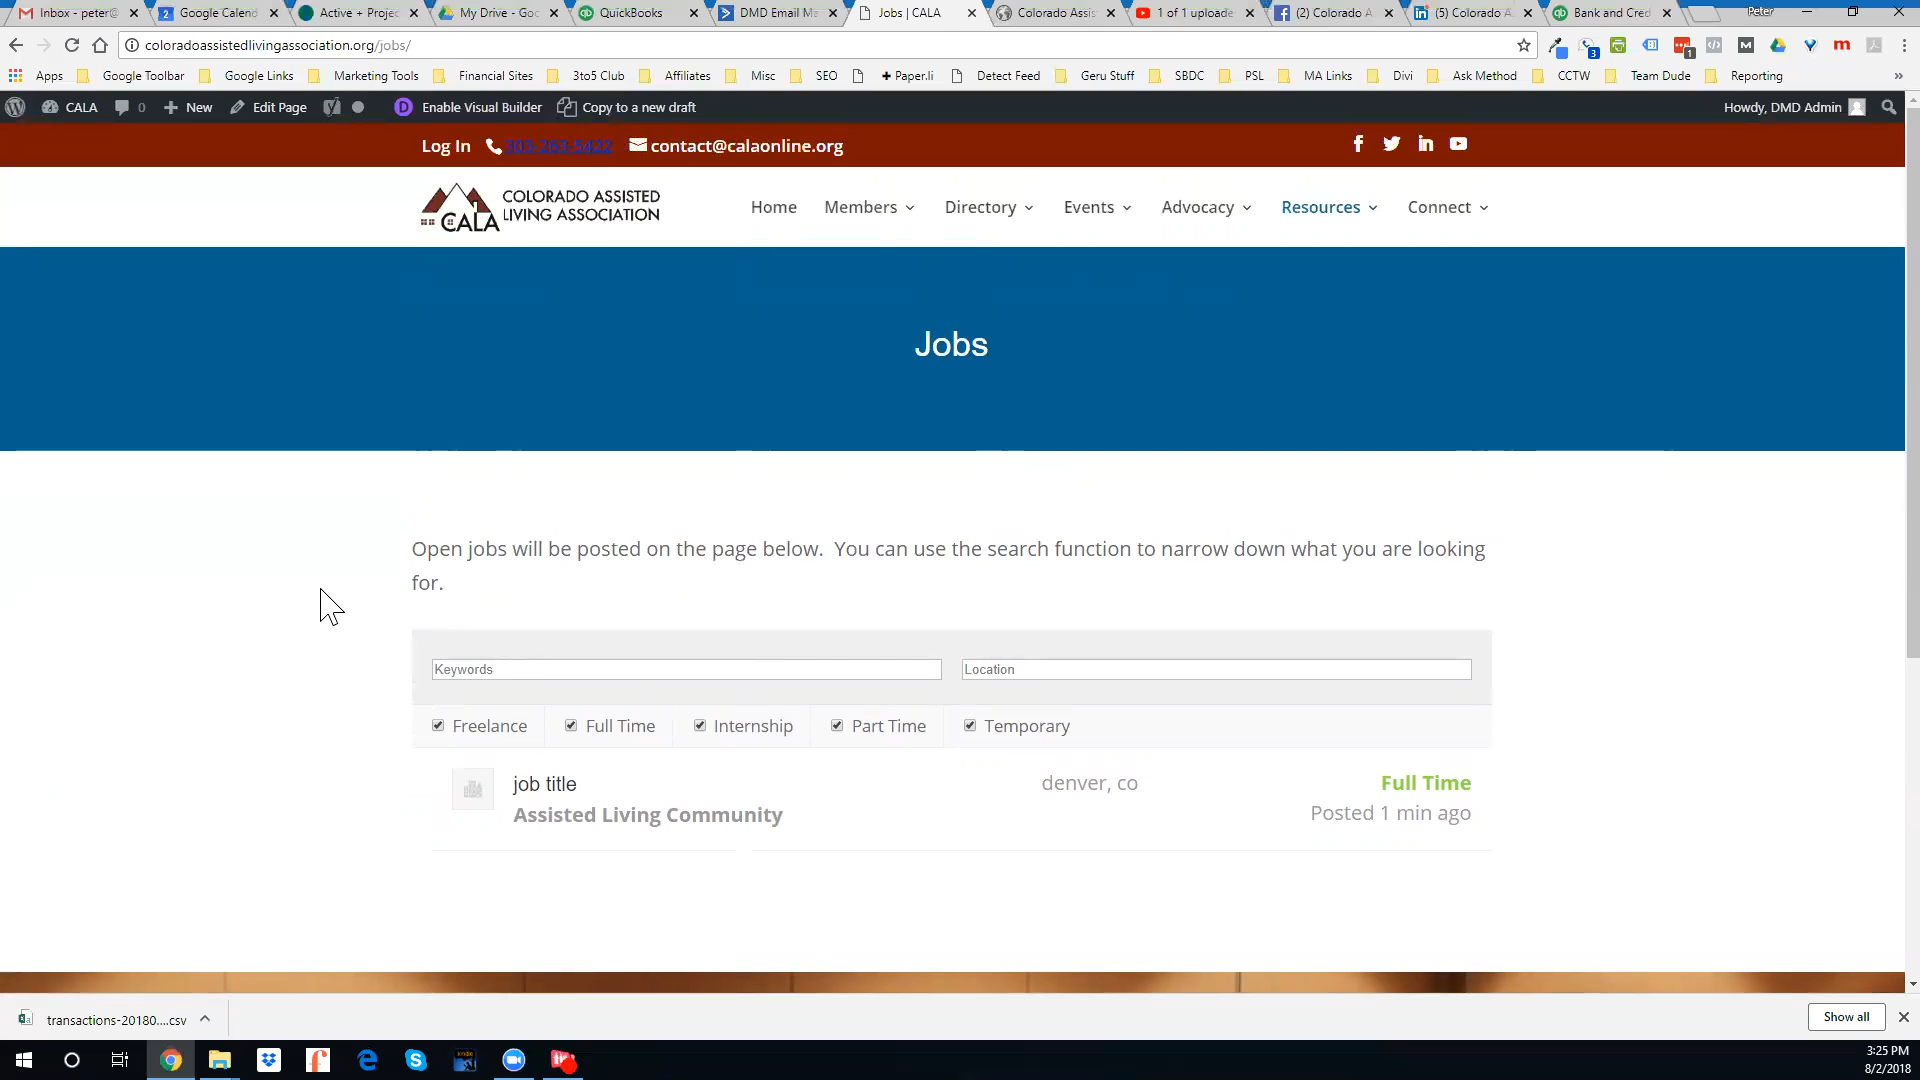 Inbox - peter@
2 Google Calend
Active + Projec
My Drive - Goo
QuickBooks
DMD Email Ma
Jobs | CALA
Colorado Assis
1 of 1 uploade
(2) Colorado A
(5) Colorado A
Bank and Cred
Peter
coloradoassistedlivingassociation.org/jobs/
3
1
Apps
Google Toolbar
Google Links
Marketing Tools
Financial Sites
3to5 Club
Affiliates
Misc
SEO
+ Paper.li
Detect Feed
Geru Stuff
SBDC
PSL
MA Links
Divi
Ask Method
CCTW
Team Dude
Reporting
»
CALA
0
New
Edit Page
Enable Visual Builder
Copy to a new draft
Howdy, DMD Admin
Log In
303-263-5422
contact@calaonline.org
CALA
COLORADO ASSISTED
LIVING ASSOCIATION
Home
Members
Directory
Events
Advocacy
Resources
Connect
Jobs
Open jobs will be posted on the page below.  You can use the search function to narrow down what you are looking
for.
Keywords
Location
Freelance
Full Time
Internship
Part Time
Temporary
job title
denver, co
Full Time
Assisted Living Community
Posted 1 min ago
transactions-20180....csv
Show all
3:25 PM
8/2/2018